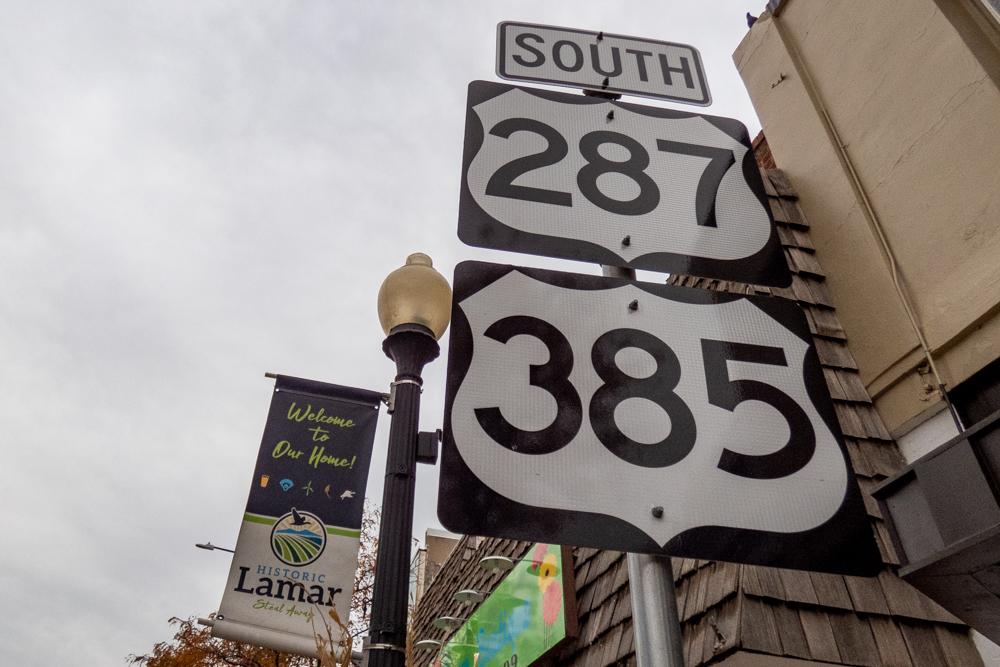 SOUTH
287
385
Welcome
to
Our Home!
HISTORIC
Lamar
Steal Away